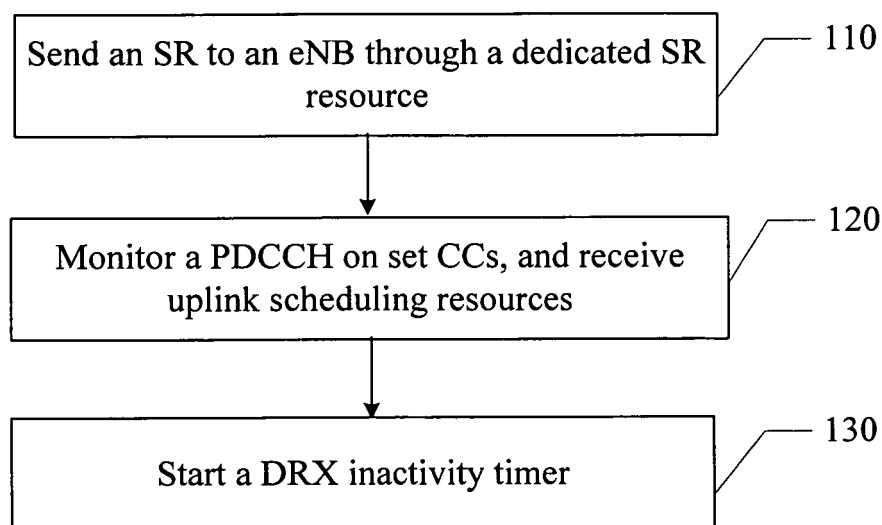 Send an SR to an eNB through a dedicated SR
resource
110
Monitor a PDCCH on set CCs, and receive
uplink scheduling resources
120
Start a DRX inactivity timer
130